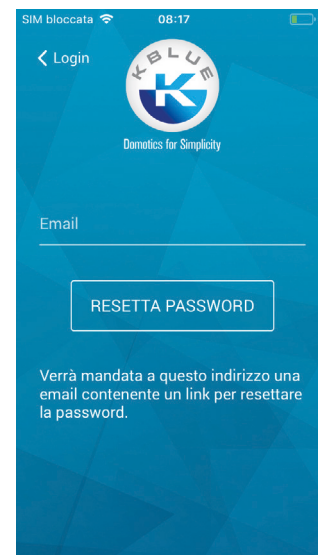 SIM bloccata 08:17
Login
KBLUE
K
Domotics for Simplicity
Email
RESETTA PASSWORD
Verrà mandata a questo indirizzo una
email contenente un link per resettare
la password.